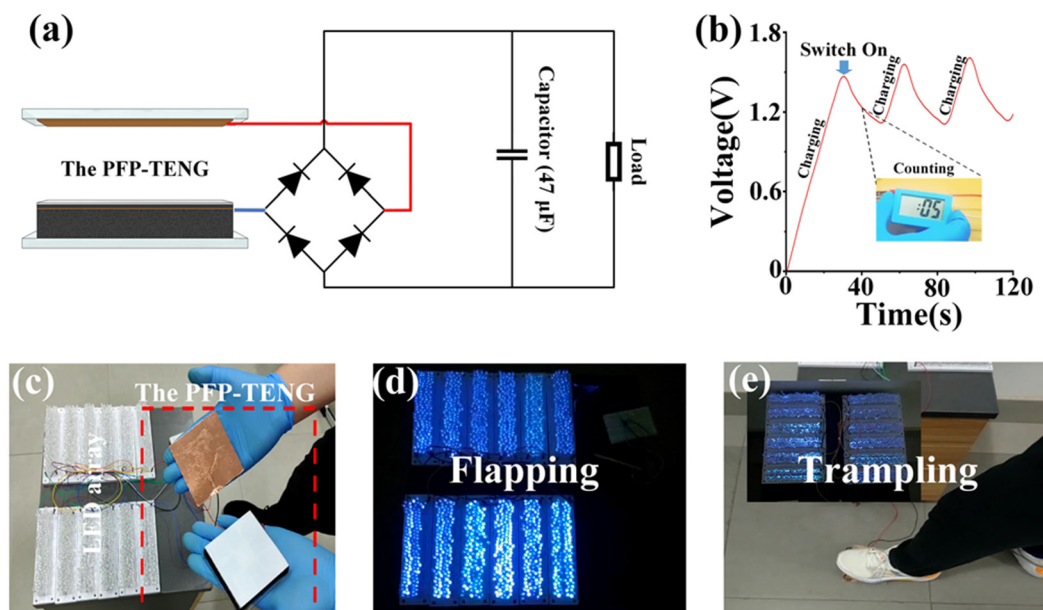 (a)
The PFP-TENG
Capacitor (47 μF)
Load
(b)
1.8
1.2
0.6
0
Voltage(V)
Switch On
Charging
Charging
Charging
Counting
:05
0
40
80
120
Time(s)
(c)
The PFP-TENG
LED array
(d)
Flapping
(e)
Trampling